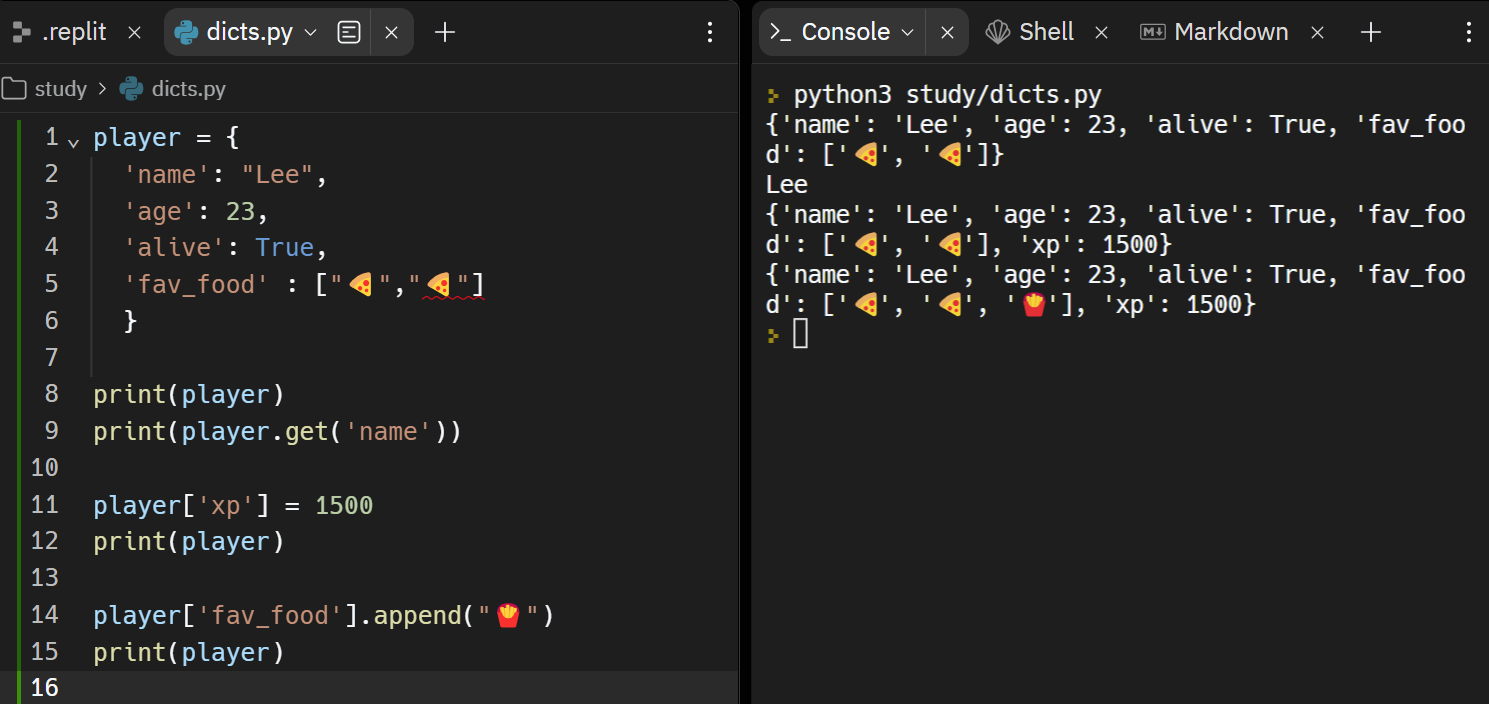 .replit
dicts.py
study > dicts.py
1 player = {
2   'name': "Lee",
3   'age': 23,
4   'alive': True,
5   'fav_food' : ["🍕","🍕"]
6   }
7
8 print(player)
9 print(player.get('name'))
10
11 player['xp'] = 1500
12 print(player)
13
14 player['fav_food'].append("🍟")
15 print(player)
16
Console
Shell
Markdown
python3 study/dicts.py
{'name': 'Lee', 'age': 23, 'alive': True, 'fav_foo
d': ['🍕', '🍕']}
Lee
{'name': 'Lee', 'age': 23, 'alive': True, 'fav_foo
d': ['🍕', '🍕'], 'xp': 1500}
{'name': 'Lee', 'age': 23, 'alive': True, 'fav_foo
d': ['🍕', '🍕', '🍟'], 'xp': 1500}